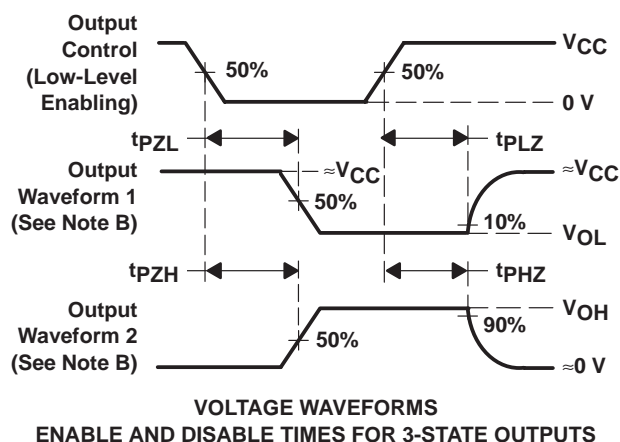 Output
Control
(Low-Level
Enabling)
50%
50%
VCC
0 V
tPZL
tPLZ
Output
Waveform 1
(See Note B)
≈VCC
50%
≈VCC
10%
VOL
tPZH
tPHZ
Output
Waveform 2
(See Note B)
50%
VOH
90%
≈0 V
VOLTAGE WAVEFORMS
ENABLE AND DISABLE TIMES FOR 3-STATE OUTPUTS